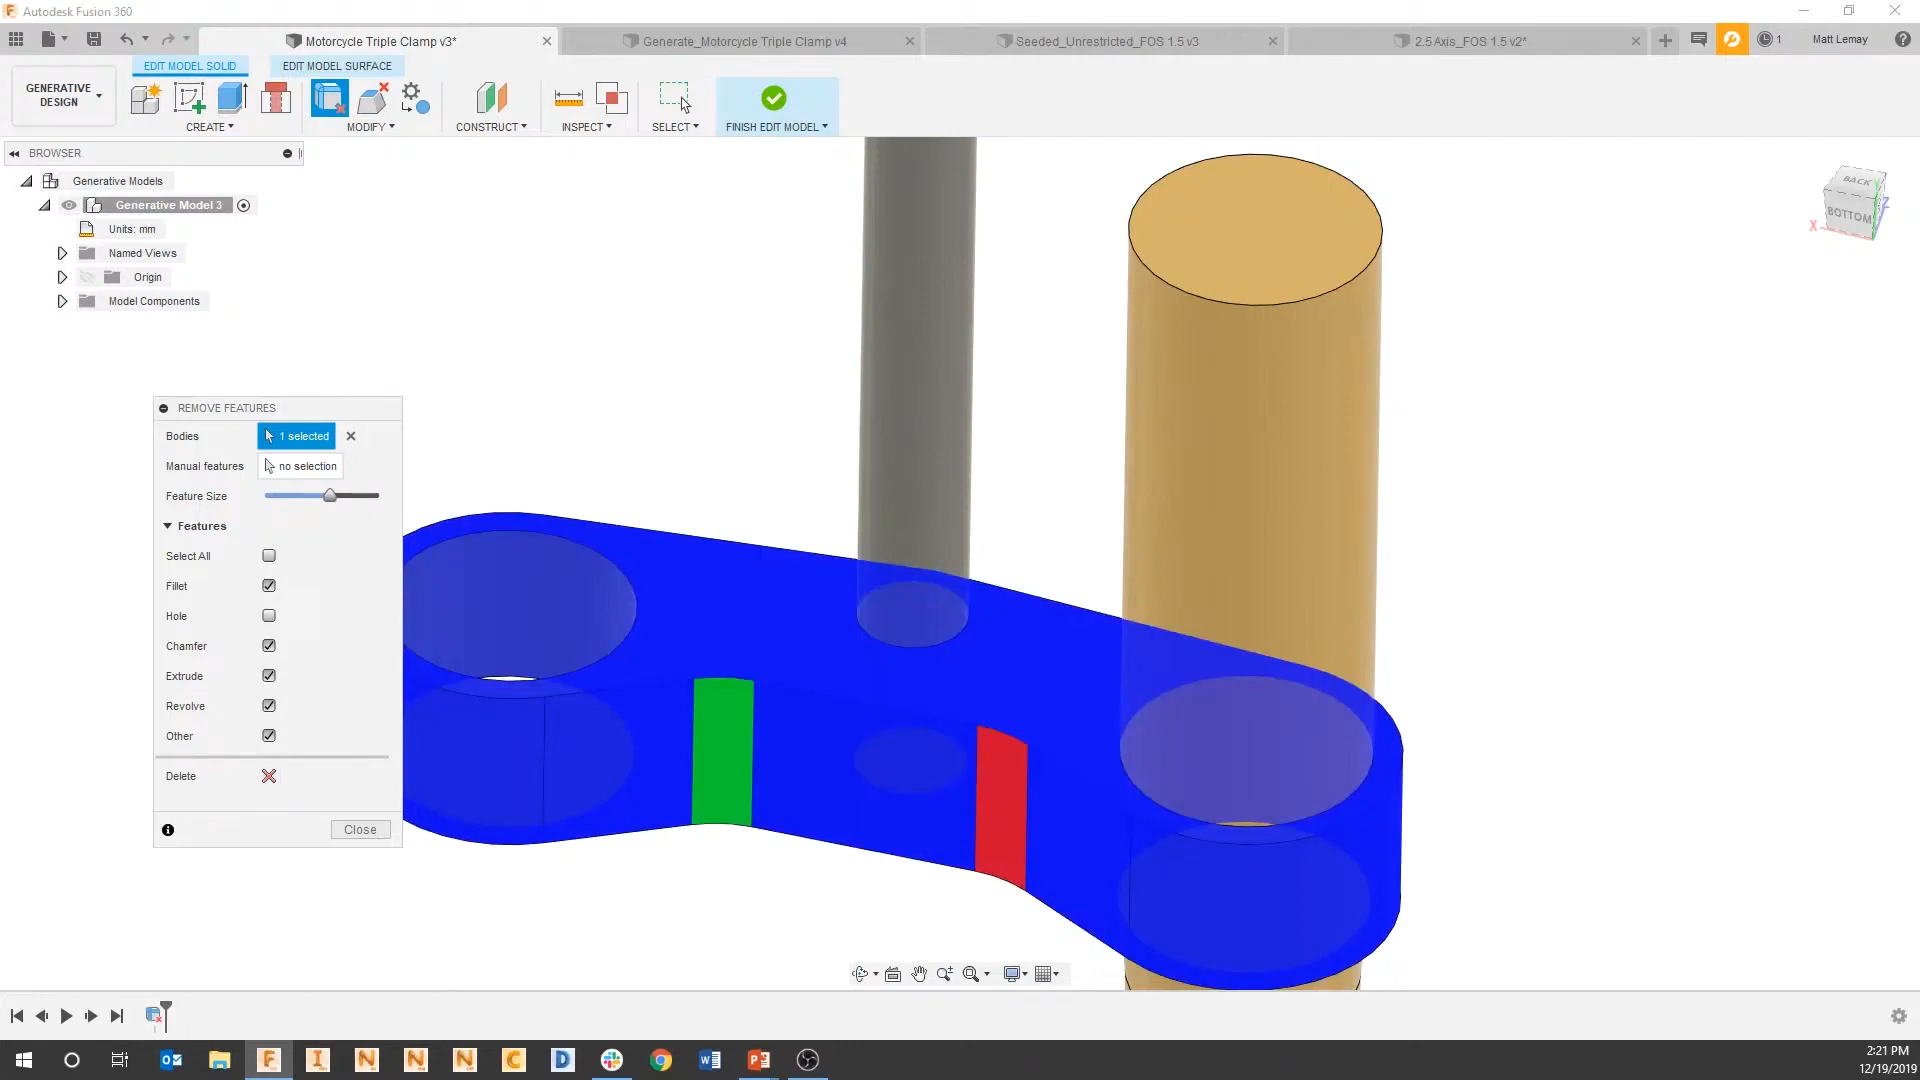 Autodesk Fusion 360
Motorcycle Triple Clamp v3*
Generate_Motorcycle Triple Clamp v4
Seeded_Unrestricted_FOS 1.5 v3
2.5 Axis_FOS 1.5 v2*
1
Matt Lemay
EDIT MODEL SOLID
EDIT MODEL SURFACE
GENERATIVE
DESIGN
CREATE
MODIFY
CONSTRUCT
INSPECT
SELECT
FINISH EDIT MODEL
BROWSER
Generative Models
Generative Model 3
Units: mm
Named Views
Origin
Model Components
BACK
BOTTOM
X
Z
REMOVE FEATURES
Bodies
1 selected
Manual features
no selection
Feature Size
Features
Select All
Fillet
Hole
Chamfer
Extrude
Revolve
Other
Delete
Close
2:21 PM
12/19/2019